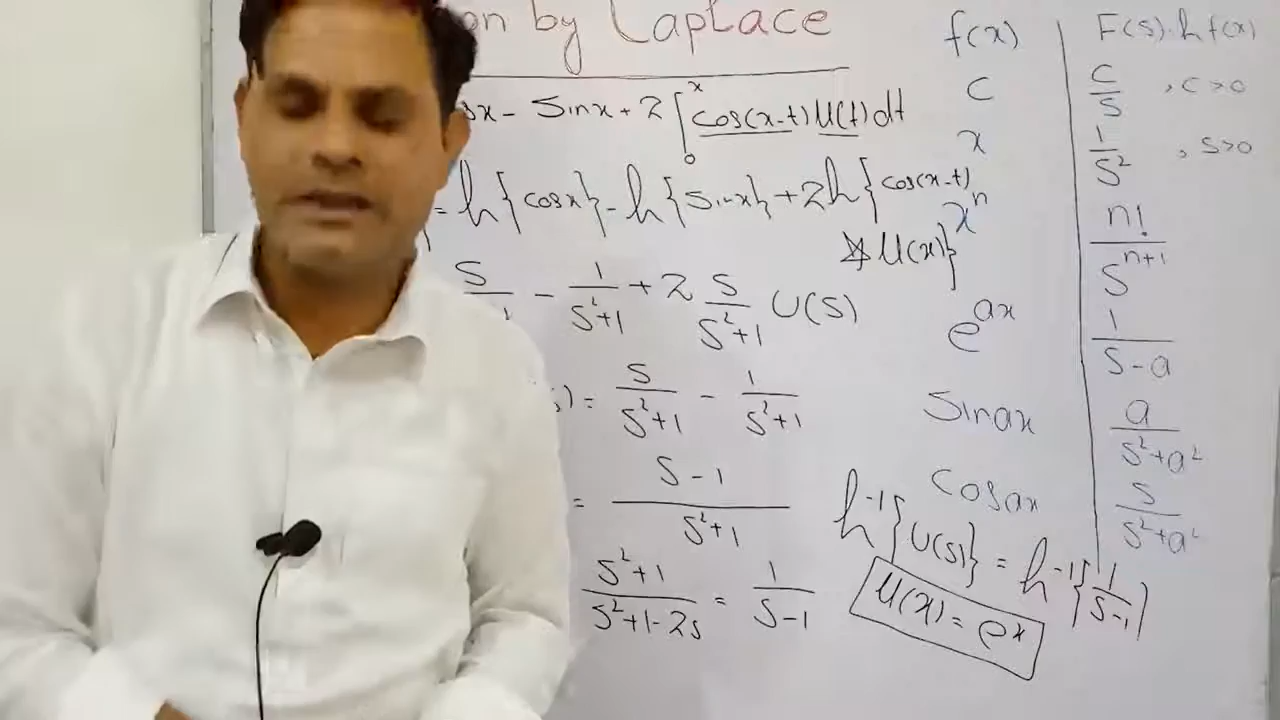 on by Laplace
sx - Sinx + 2 ∫₀ˣ cos(x-t) u(t) dt
= h{cosx} - h{sinx} + 2h{cos(x-t)
* u(x)}
S/ - 1/(S²+1) + 2 S/(S²+1) U(S)
) = S/(S²+1) - 1/(S²+1)
= (S-1)/(S²+1)
(S²+1)/(S²+1-2s) = 1/(S-1)
h⁻¹{U(S)} = h⁻¹{1/(S-1)}
u(x) = eˣ
f(x) F(S). h f(x)
c c/S , c>0
x 1/S² , s>0
xⁿ n!/Sⁿ⁺¹
eᵃˣ 1/(S-a)
Sinax a/(S²+a²)
Cosax S/(S²+a²)